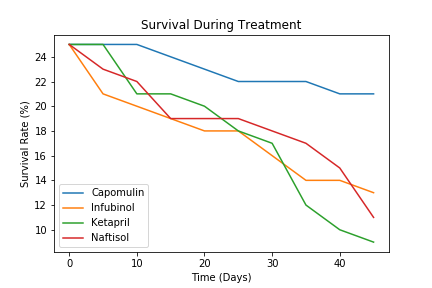 Survival During Treatment
Survival Rate (%)
24
22
20
18
16
14
12
10
Capomulin
Infubinol
Ketapril
Naftisol
0 10 20 30 40
Time (Days)